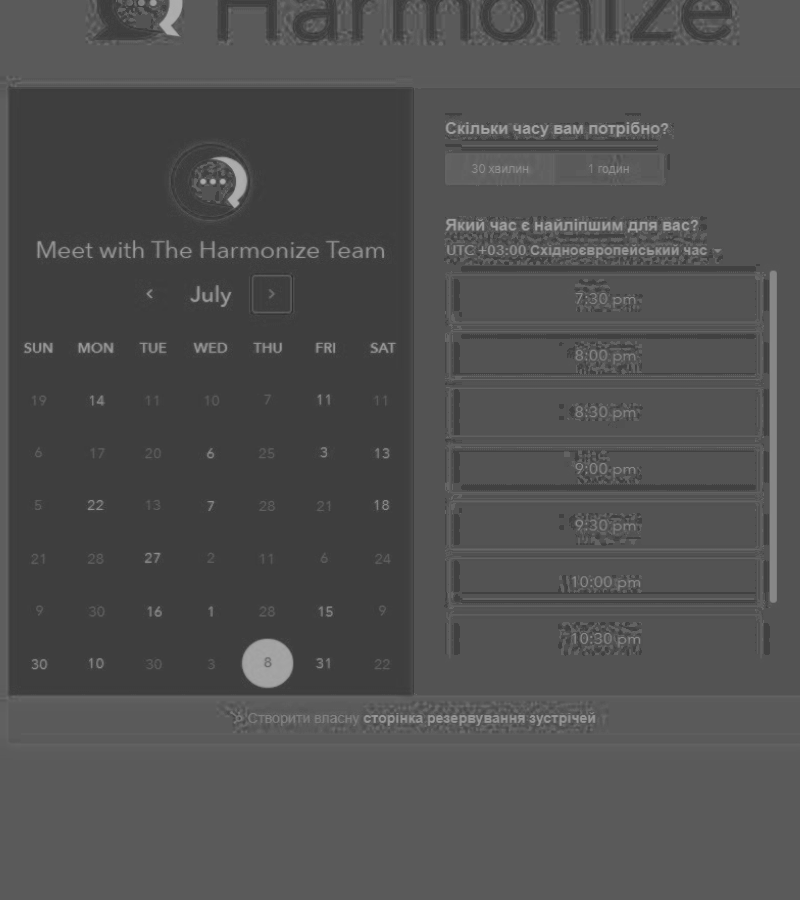 Harmonize
Meet with The Harmonize Team
July
SUN MON TUE WED THU FRI SAT
19 14 11 10 7 11 11
6 17 20 6 25 3 13
5 22 13 7 28 21 18
21 28 27 2 11 6 24
9 30 16 1 28 15 9
30 10 30 3 8 31 22
Скільки часу вам потрібно?
30 хвилин 1 годин
Який час є найліпшим для вас?
UTC +03:00 Східноєвропейський час
7:30 pm
8:00 pm
8:30 pm
9:00 pm
9:30 pm
10:00 pm
10:30 pm
Створити власну сторінка резервування зустрічей